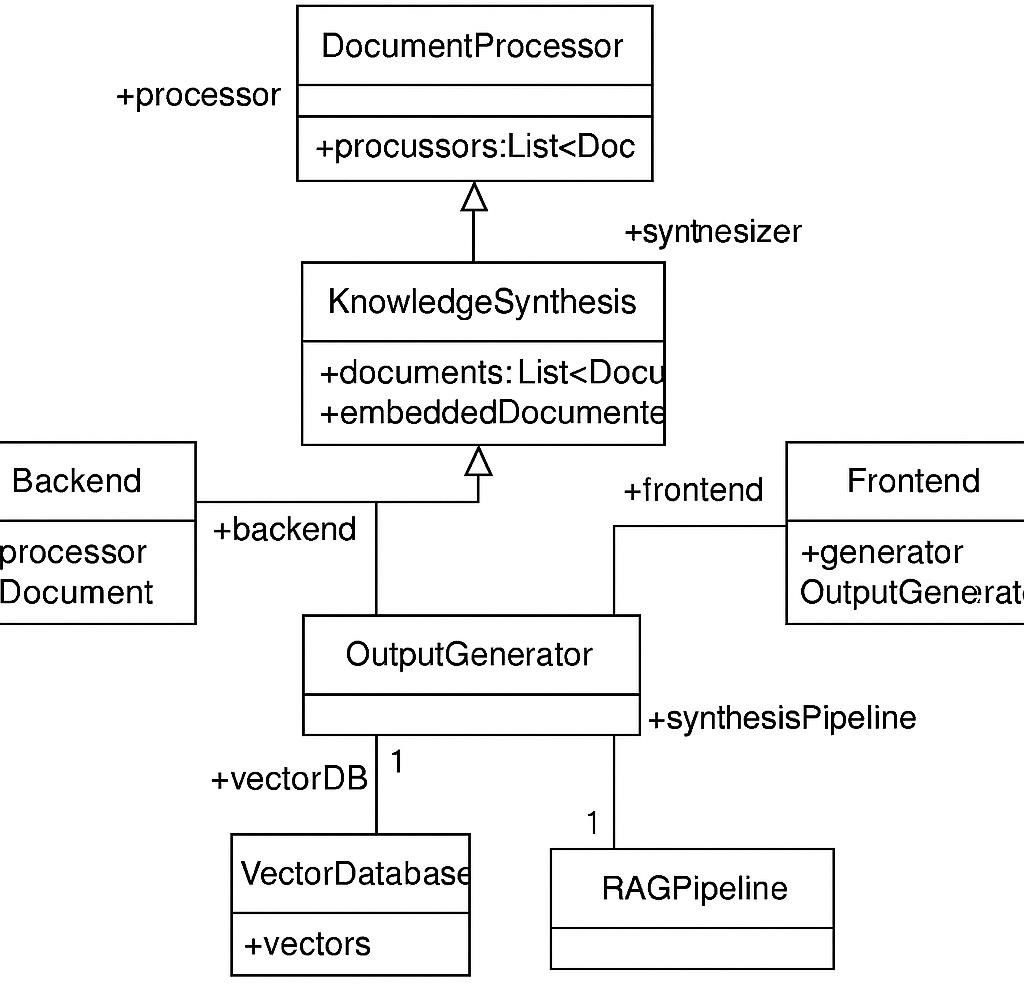 DocumentProcessor
+processor
+procussors:List<Doc
+syntnesizer
KnowledgeSynthesis
+documents: List<Docu
+embeddedDocumente
Backend
+backend
processor
Document
+frontend
Frontend
+generator
OutputGenerate
OutputGenerator
+synthesisPipeline
1
+vectorDB
1
VectorDatabase
+vectors
RAGPipeline